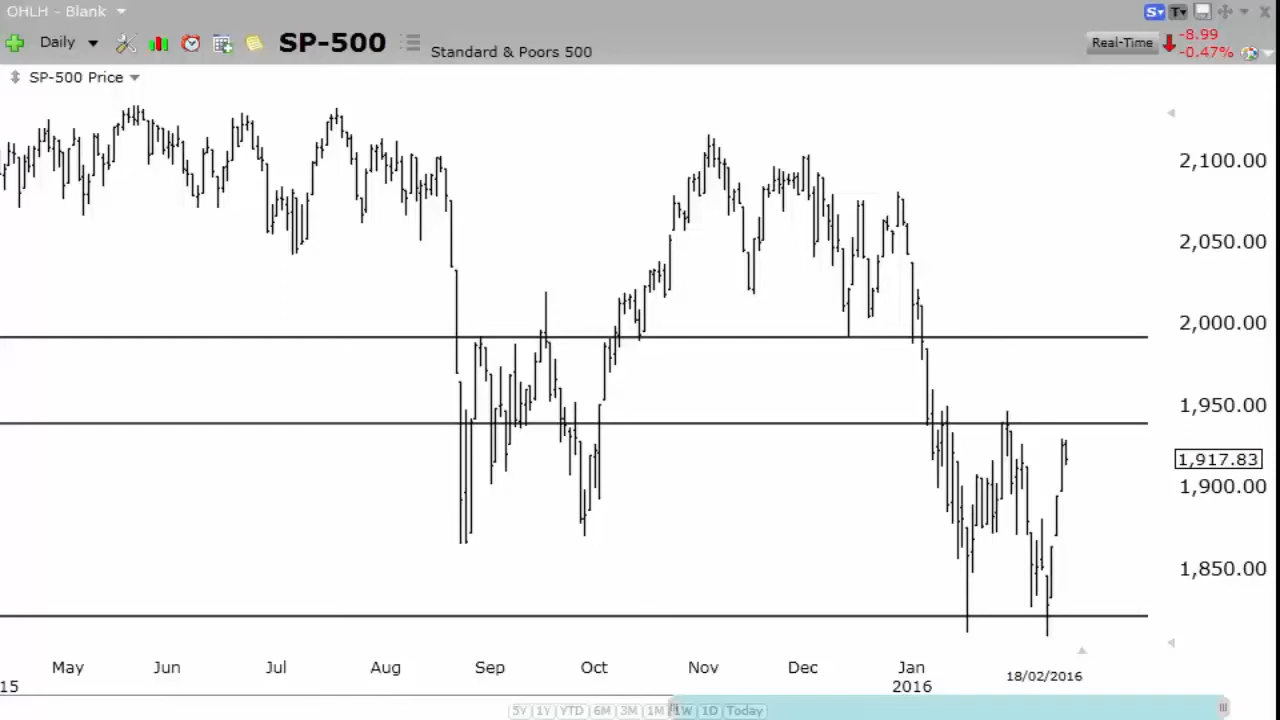 OHLH - Blank
S T
Daily SP-500 Standard & Poors 500
Real-Time -8.99
-0.47%
SP-500 Price
2,100.00
2,050.00
2,000.00
1,950.00
1,917.83
1,900.00
1,850.00
May Jun Jul Aug Sep Oct Nov Dec Jan
15 2016 18/02/2016
5Y 1Y YTD 6M 3M 1M 1W 1D Today